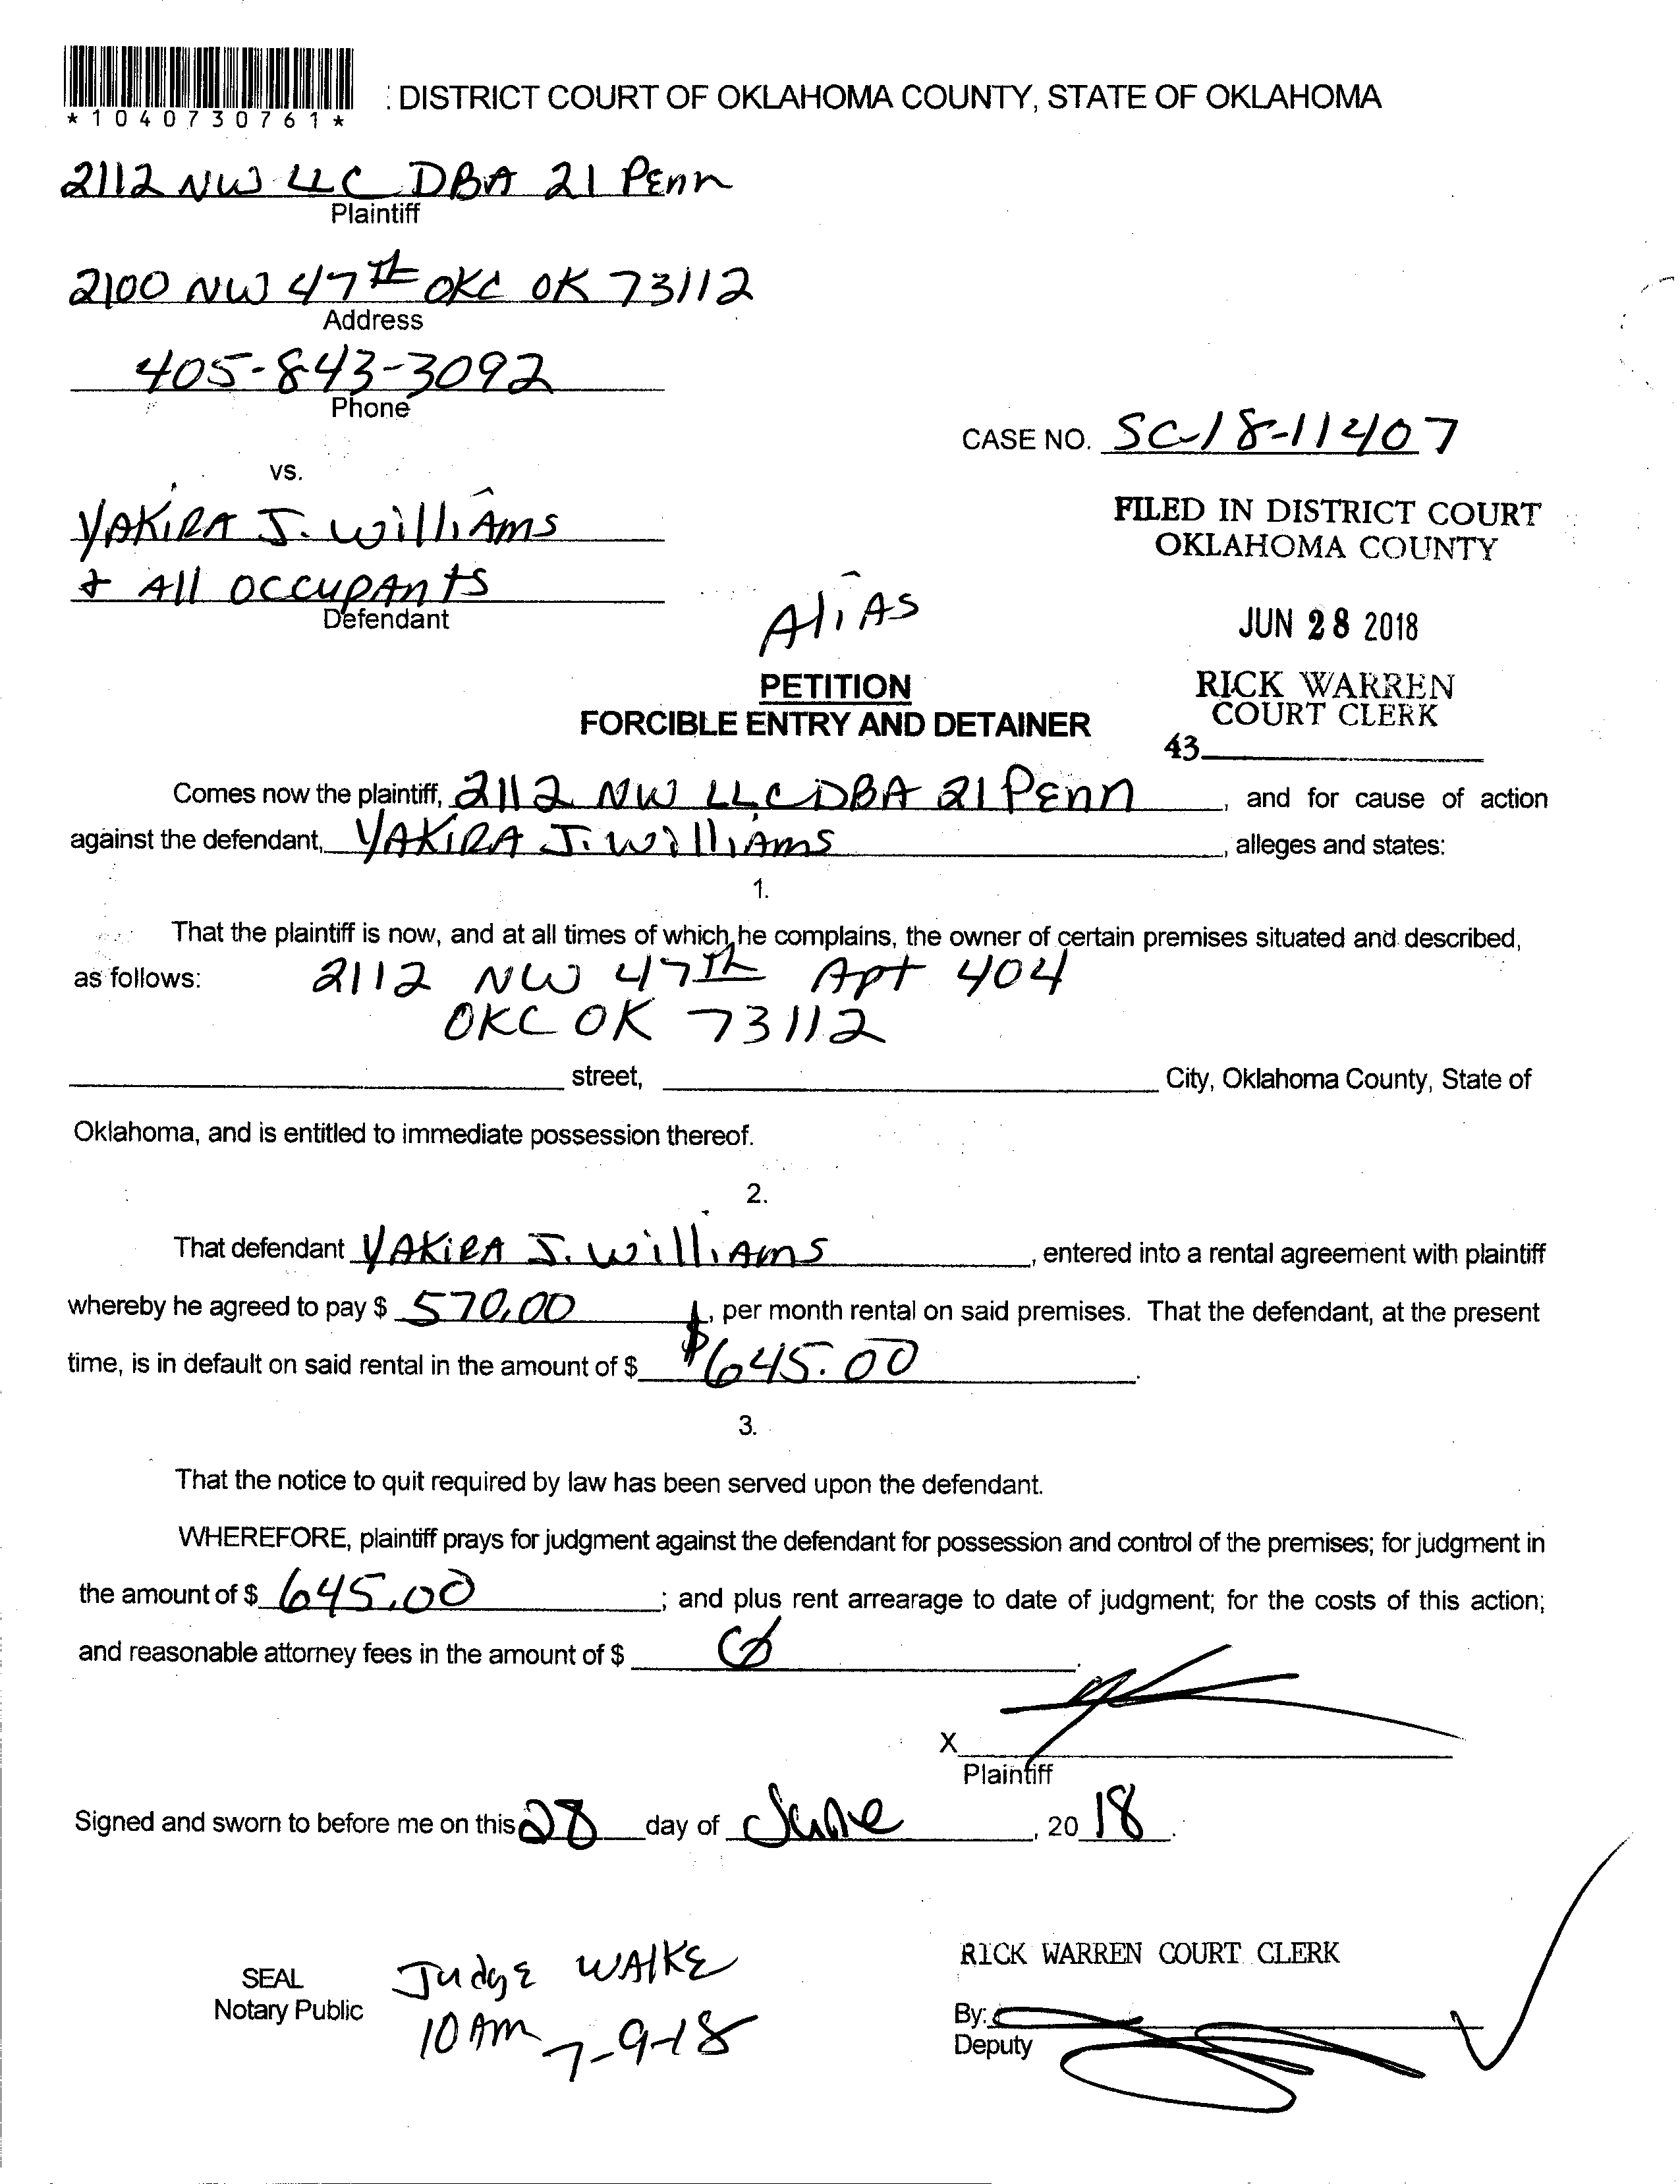 *1040730761*
: DISTRICT COURT OF OKLAHOMA COUNTY, STATE OF OKLAHOMA
2112 NW LLC DBA 21 Penn
Plaintiff
2100 NW 47th OKC OK 73112
Address
405-843-3092
Phone
CASE NO. SC-18-11407
vs.
YAKIRA J. Williams
+ All OCCUPAntS
Defendant
FILED IN DISTRICT COURT
OKLAHOMA COUNTY
JUN 28 2018
RICK WARREN
COURT CLERK
43
AliAS
PETITION
FORCIBLE ENTRY AND DETAINER
Comes now the plaintiff, 2112 NW LLC DBA 21 Penn, and for cause of action
against the defendant, YAKIRA J. Williams, alleges and states:
1.
That the plaintiff is now, and at all times of which he complains, the owner of certain premises situated and described,
as follows: 2112 NW 47th Apt 404
OKC OK 73112
street, City, Oklahoma County, State of
Oklahoma, and is entitled to immediate possession thereof.
2.
That defendant YAKIRA J. Williams, entered into a rental agreement with plaintiff
whereby he agreed to pay $ 570.00, per month rental on said premises. That the defendant, at the present
time, is in default on said rental in the amount of $ $645.00.
3.
That the notice to quit required by law has been served upon the defendant.
WHEREFORE, plaintiff prays for judgment against the defendant for possession and control of the premises; for judgment in
the amount of $ 645.00; and plus rent arrearage to date of judgment; for the costs of this action;
and reasonable attorney fees in the amount of $ .
X
Plaintiff
Signed and sworn to before me on this 28 day of June, 20 18.
SEAL
Notary Public
Judge WAlKE
10 Am 7-9-18
RICK WARREN COURT CLERK
By:
Deputy